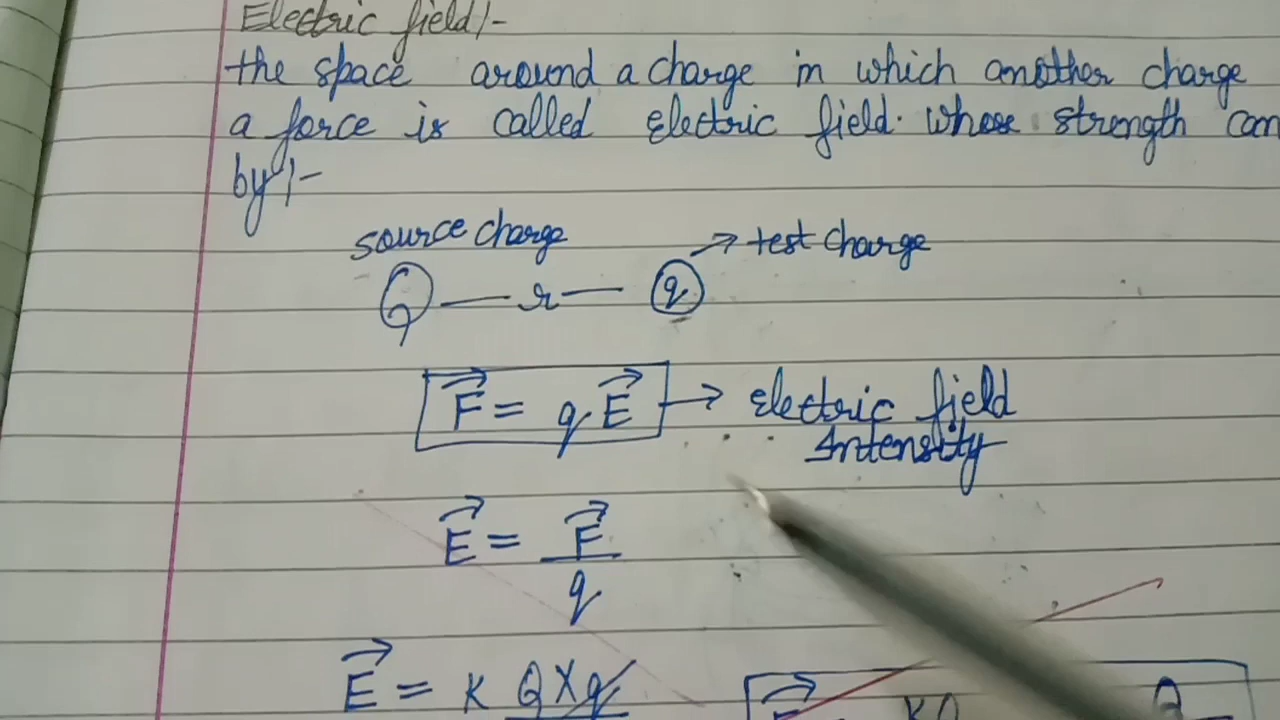 Electric field:-
the space around a charge in which another charge
a force is called electric field. whose strength can
by:-
source charge → test charge
Q — r — q
F⃗ = qE⃗ → electric field
Intensity
E⃗ = F⃗/q
E⃗ = K Q×q
KQ Q